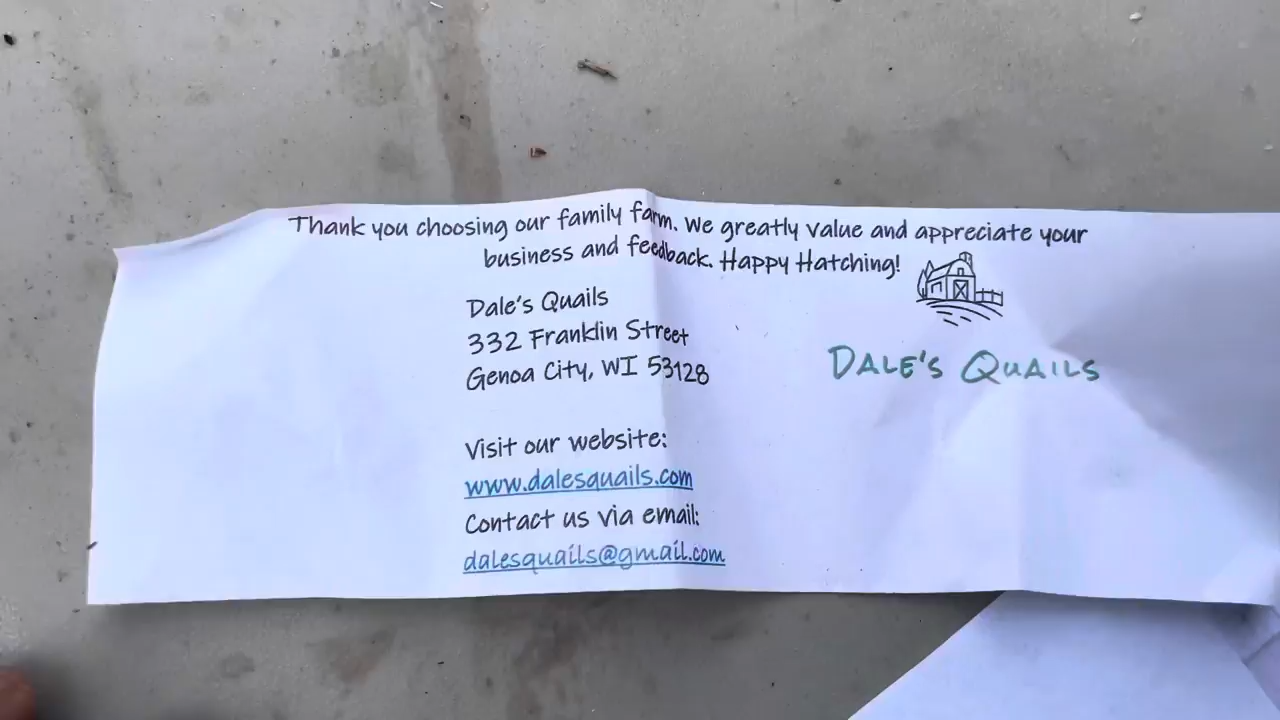 Thank you choosing our family farm. We greatly value and appreciate your
business and feedback. Happy Hatching!
Dale's Quails
332 Franklin Street
Genoa City, WI 53128
DALE'S QUAILS
Visit our website:
www.dalesquails.com
Contact us via email:
dalesquails@gmail.com